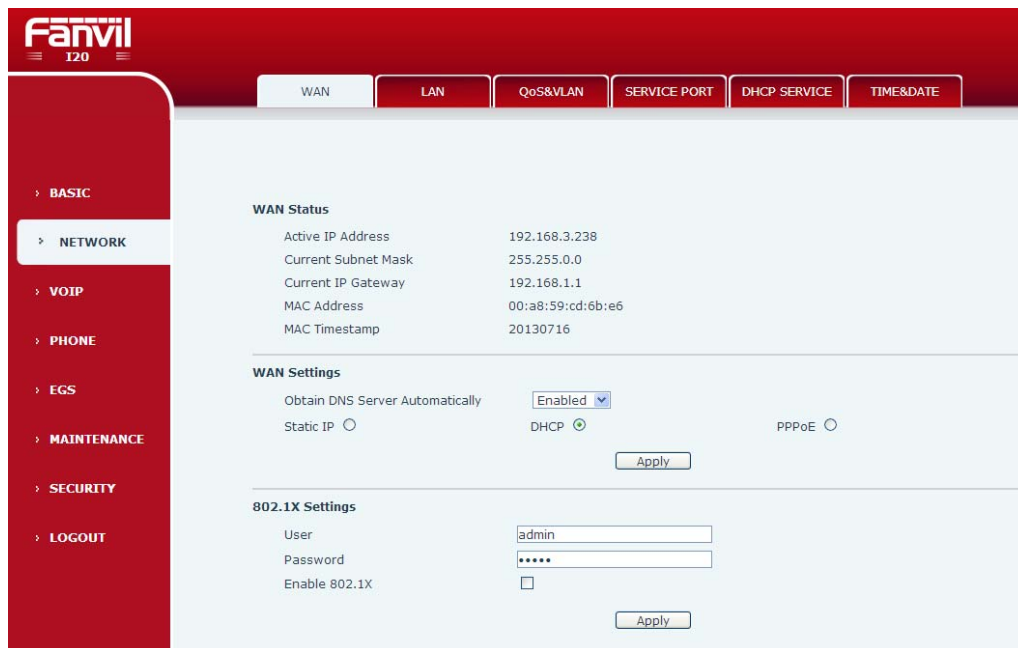 Fanvil
I20
WAN LAN QoS&VLAN SERVICE PORT DHCP SERVICE TIME&DATE
› BASIC
› NETWORK
› VOIP
› PHONE
› EGS
› MAINTENANCE
› SECURITY
› LOGOUT
WAN Status
Active IP Address 192.168.3.238
Current Subnet Mask 255.255.0.0
Current IP Gateway 192.168.1.1
MAC Address 00:a8:59:cd:6b:e6
MAC Timestamp 20130716
WAN Settings
Obtain DNS Server Automatically Enabled
Static IP DHCP PPPoE
Apply
802.1X Settings
User admin
Password •••••
Enable 802.1X
Apply